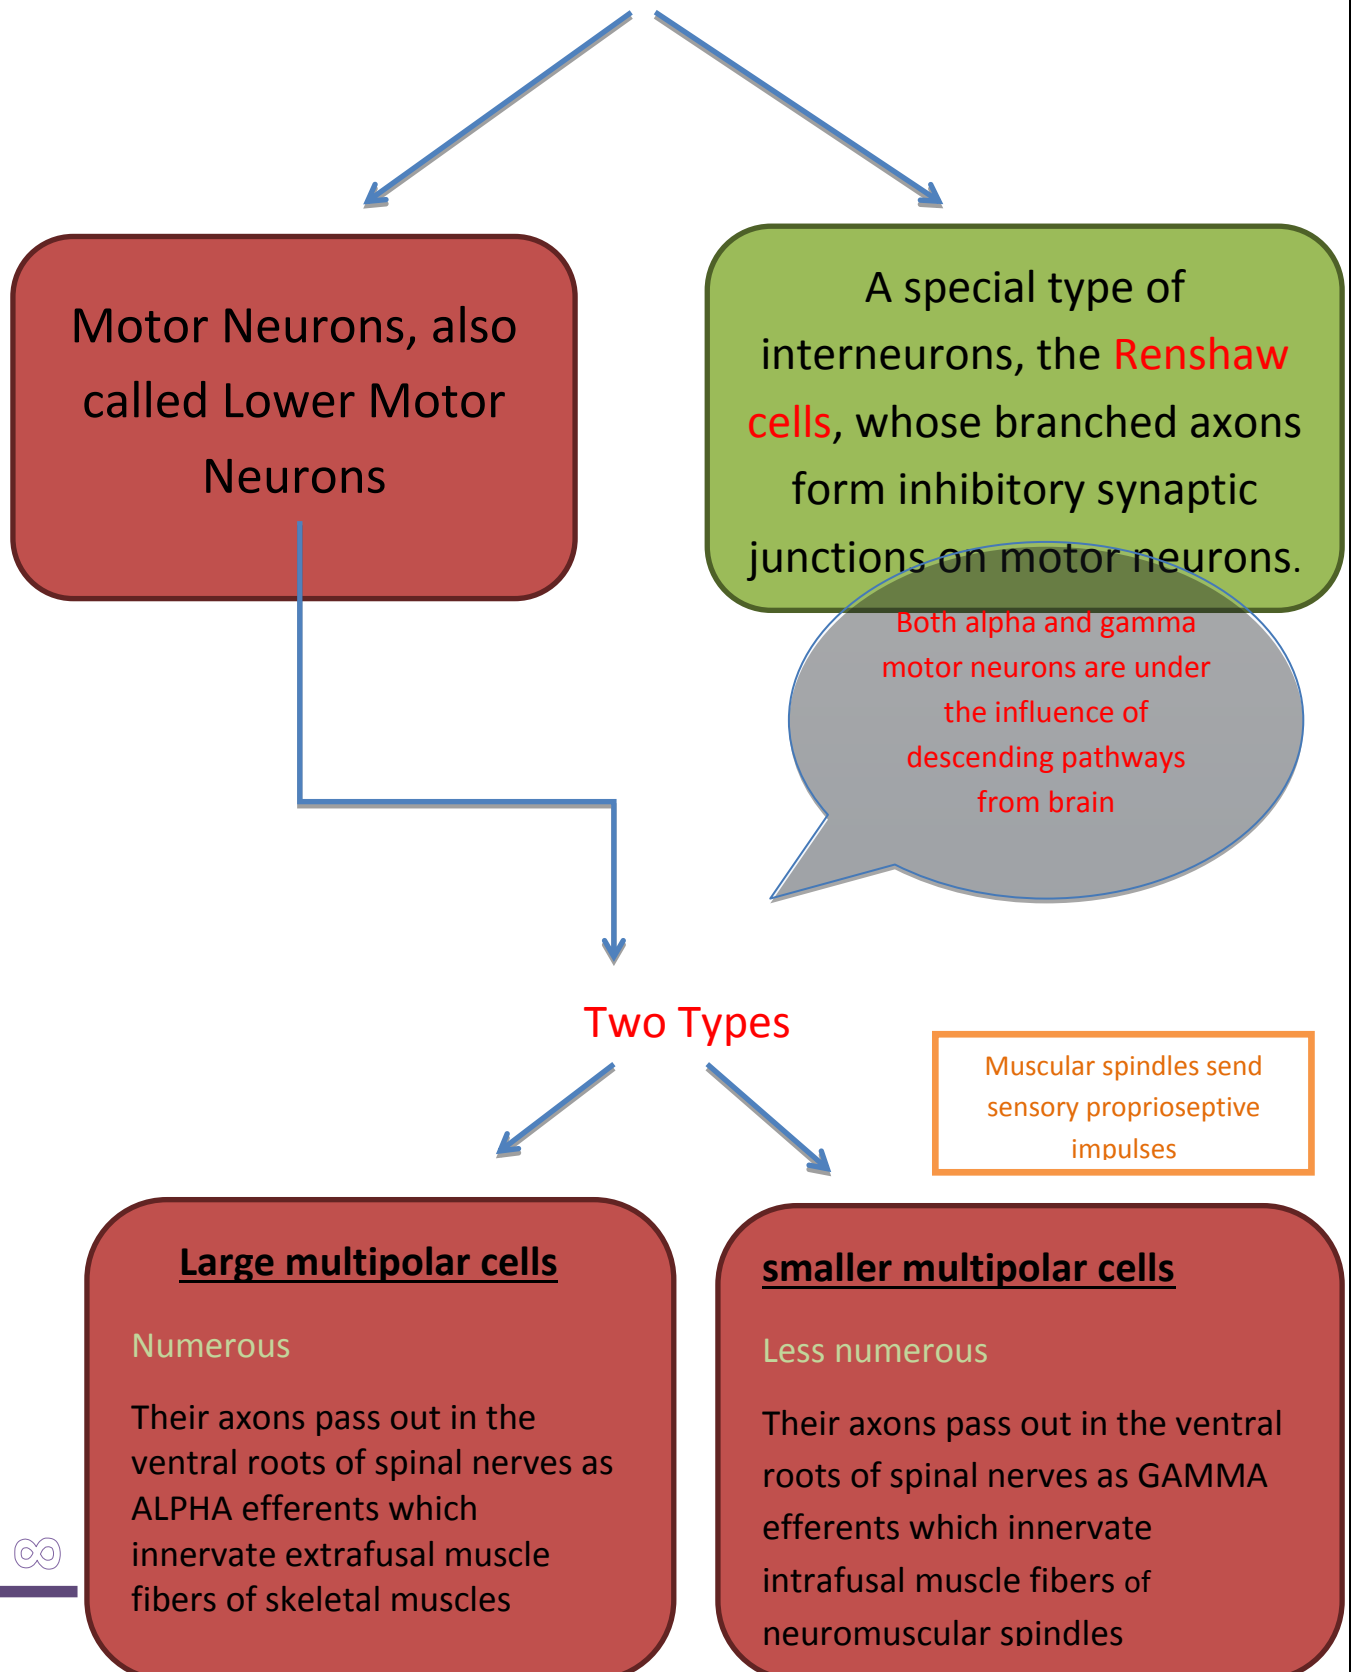 Motor Neurons, also
called Lower Motor
Neurons
A special type of
interneurons, the Renshaw
cells, whose branched axons
form inhibitory synaptic
junctions on motor neurons.
Both alpha and gamma
motor neurons are under
the influence of
descending pathways
from brain
Two Types
Muscular spindles send
sensory proprioseptive
impulses
Large multipolar cells
Numerous
Their axons pass out in the
ventral roots of spinal nerves as
ALPHA efferents which
innervate extrafusal muscle
fibers of skeletal muscles
smaller multipolar cells
Less numerous
Their axons pass out in the ventral
roots of spinal nerves as GAMMA
efferents which innervate
intrafusal muscle fibers of
neuromuscular spindles
8